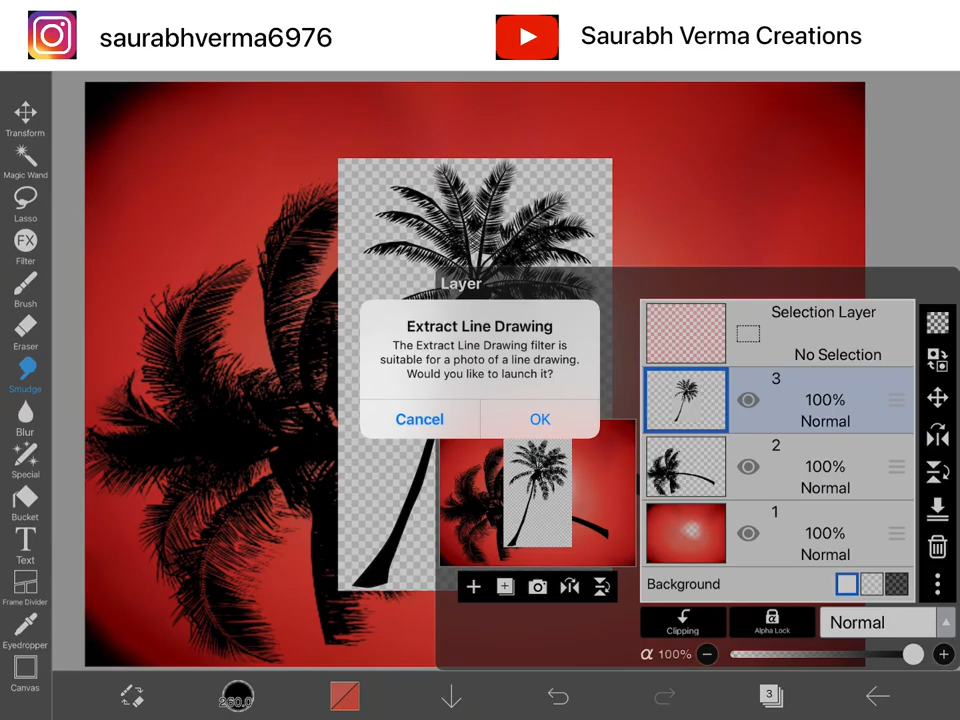 saurabhverma6976
Saurabh Verma Creations
Transform
Magic Wand
Lasso
FX
Filter
Brush
Eraser
Smudge
Blur
Special
Bucket
T
Text
Frame Divider
Eyedropper
Canvas
Layer
Extract Line Drawing
The Extract Line Drawing filter is
suitable for a photo of a line drawing.
Would you like to launch it?
Cancel
OK
Selection Layer
No Selection
3
100%
Normal
2
100%
Normal
1
100%
Normal
Background
Clipping
α
Alpha Lock
Normal
α 100%
260.0
3